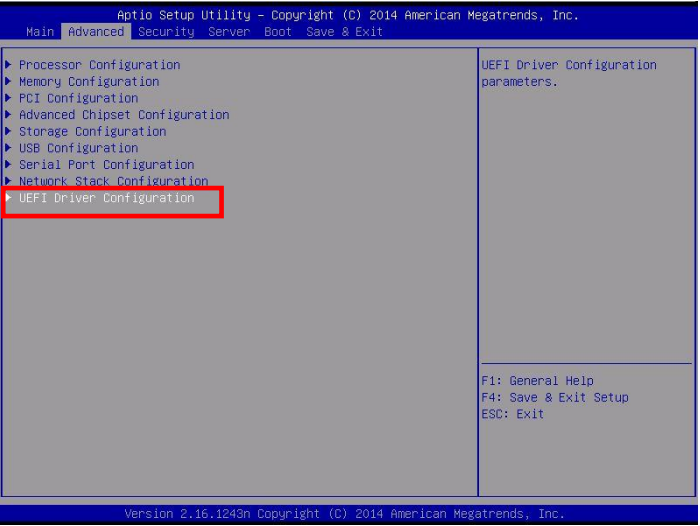 Aptio Setup Utility – Copyright (C) 2014 American Megatrends, Inc.
Main Advanced Security Server Boot Save & Exit
Processor Configuration
Memory Configuration
PCI Configuration
Advanced Chipset Configuration
Storage Configuration
USB Configuration
Serial Port Configuration
Network Stack Configuration
UEFI Driver Configuration
UEFI Driver Configuration
parameters.
F1: General Help
F4: Save & Exit Setup
ESC: Exit
Version 2.16.1243n Copyright (C) 2014 American Megatrends, Inc.